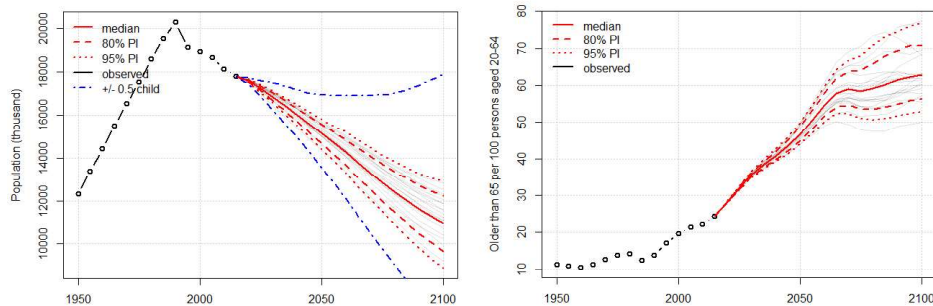 Population (thousand)
20000
18000
16000
14000
12000
10000
median
80% PI
95% PI
observed
+/- 0.5 child
1950
2000
2050
2100
Older than 65 per 100 persons aged 20-64
80
70
60
50
40
30
20
10
median
80% PI
95% PI
observed
1950
2000
2050
2100